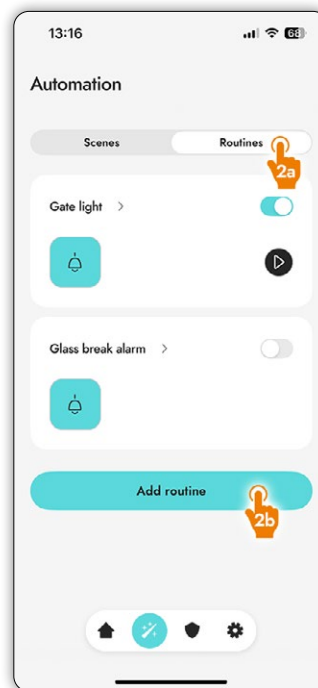 13:16
68
Automation
Scenes
Routines
2a
Gate light
Glass break alarm
Add routine
2b